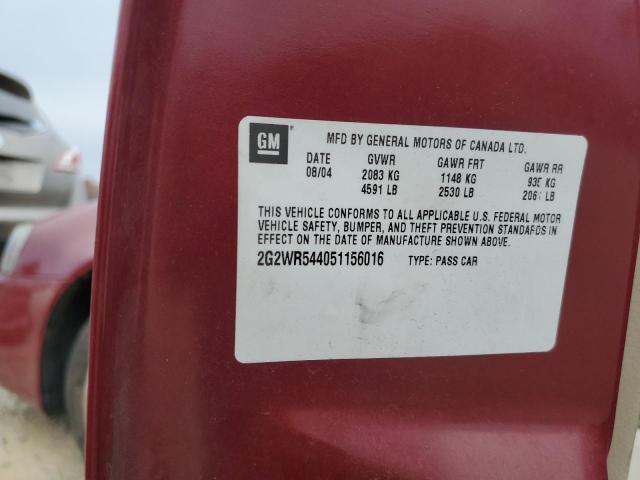 GM
MFD BY GENERAL MOTORS OF CANADA LTD.
DATE GVWR GAWR FRT GAWR RR
08/04 2083 KG 1148 KG KG
4591 LB 2530 LB LB
THIS VEHICLE CONFORMS TO ALL APPLICABLE U.S. FEDERAL MOTOR
VEHICLE SAFETY, BUMPER, AND THEFT PREVENTION STANDARDS IN
EFFECT ON THE DATE OF MANUFACTURE SHOWN ABOVE.
2G2WR544051156016 TYPE: PASS CAR